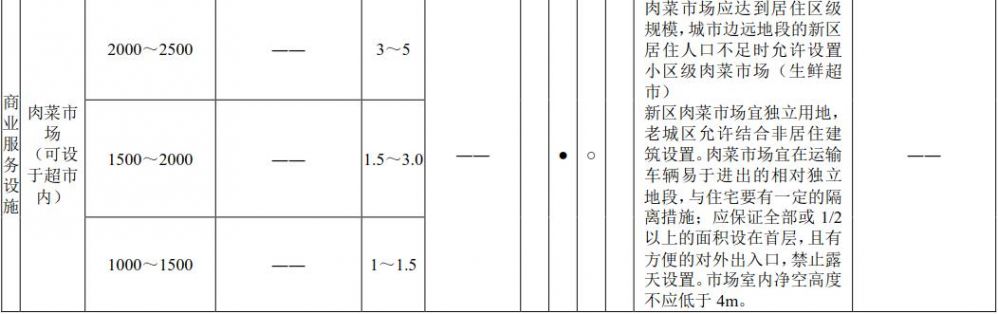 商
业
服
务
设
施
肉菜市
场
（可设
于超市
内）
2000～2500
——
3～5
1500～2000
——
1.5～3.0
1000～1500
——
1～1.5
——
●
○
肉菜市场应达到居住区级
规模，城市边远地段的新区
居住人口不足时允许设置
小区级肉菜市场（生鲜超
市）
新区肉菜市场宜独立用地，
老城区允许结合非居住建
筑设置。肉菜市场宜在运输
车辆易于进出的相对独立
地段，与住宅要有一定的隔
离措施；应保证全部或 1/2
以上的面积设在首层，且有
方便的对外出入口，禁止露
天设置。市场室内净空高度
不应低于 4m。
——